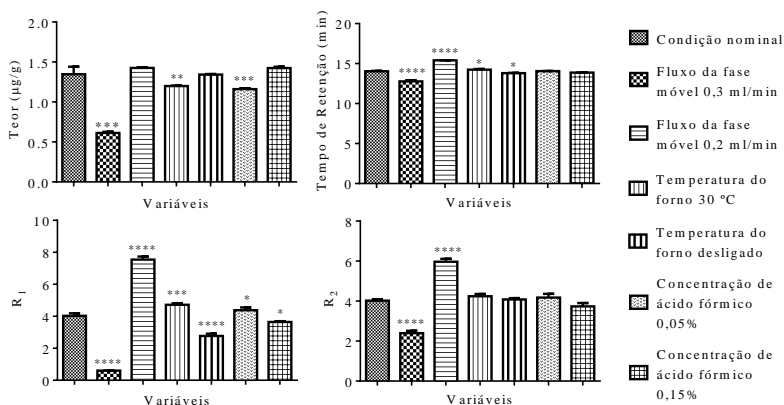 Teor (µg/g)
2.0
1.5
1.0
0.5
0.0
***
**
***
Variáveis
Tempo de Retenção (min)
20
15
10
5
0
****
****
*
*
Variáveis
R1
10
8
6
4
2
0
****
****
***
****
*
*
Variáveis
R2
8
6
4
2
0
****
****
Variáveis
Condição nominal
Fluxo da fase
móvel 0,3 ml/min
Fluxo da fase
móvel 0,2 ml/min
Temperatura do
forno 30 ºC
Temperatura do
forno desligado
Concentração de
ácido fórmico
0,05%
Concentração de
ácido fórmico
0,15%